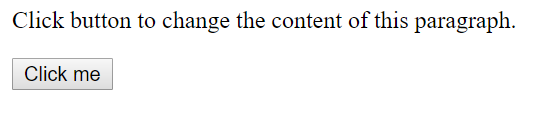 Click button to change the content of this paragraph.
Click me